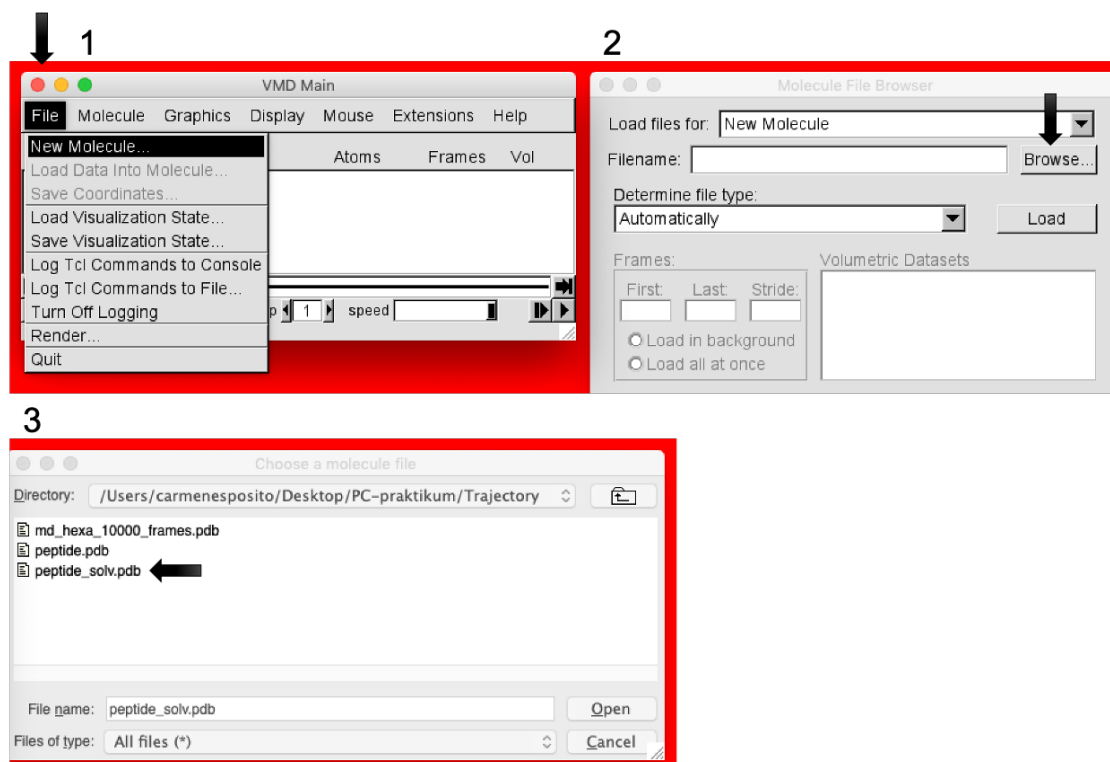 1
VMD Main
File Molecule Graphics Display Mouse Extensions Help
New Molecule...
Load Data Into Molecule...
Save Coordinates...
Load Visualization State...
Save Visualization State...
Log Tcl Commands to Console
Log Tcl Commands to File...
Turn Off Logging
Render...
Quit
Atoms Frames Vol
p 1 speed
2
Molecule File Browser
Load files for: New Molecule
Filename: Browse...
Determine file type:
Automatically Load
Frames: Volumetric Datasets
First: Last: Stride:
Load in background
Load all at once
3
Choose a molecule file
Directory: /Users/carmenesposito/Desktop/PC-praktikum/Trajectory
md_hexa_10000_frames.pdb
peptide.pdb
peptide_solv.pdb
File name: peptide_solv.pdb Open
Files of type: All files (*) Cancel